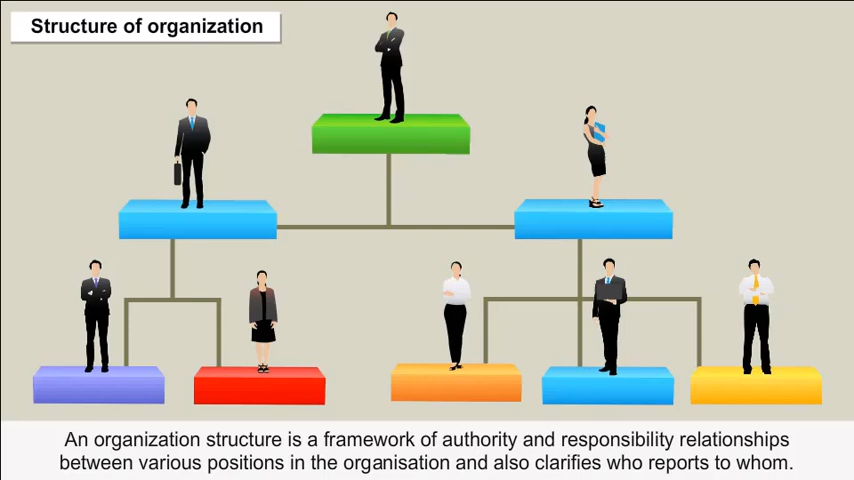 Structure of organization
An organization structure is a framework of authority and responsibility relationships
between various positions in the organisation and also clarifies who reports to whom.